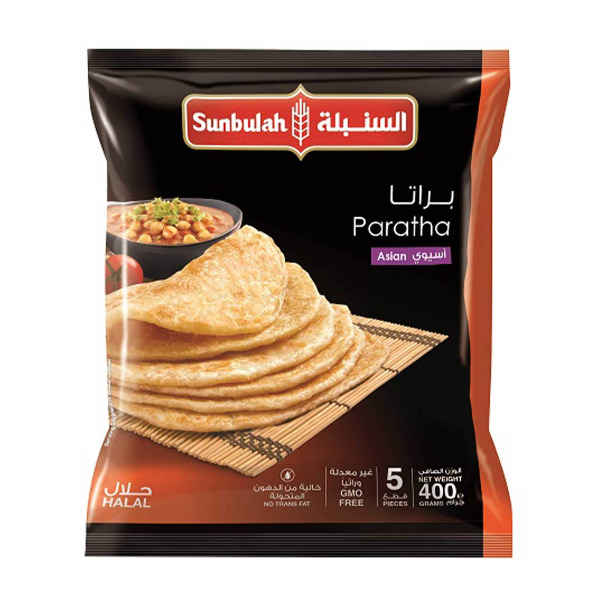 Sunbulah السنبلة
براتا
Paratha
Asian أسيوي
حلال
HALAL
خالية من الدهون
المتحولة
NO TRANS FAT
غير معدلة
وراثيا
GMO
FREE
5
قطع
PIECES
الوزن الصافي
NET WEIGHT
400
GRAMS جرام